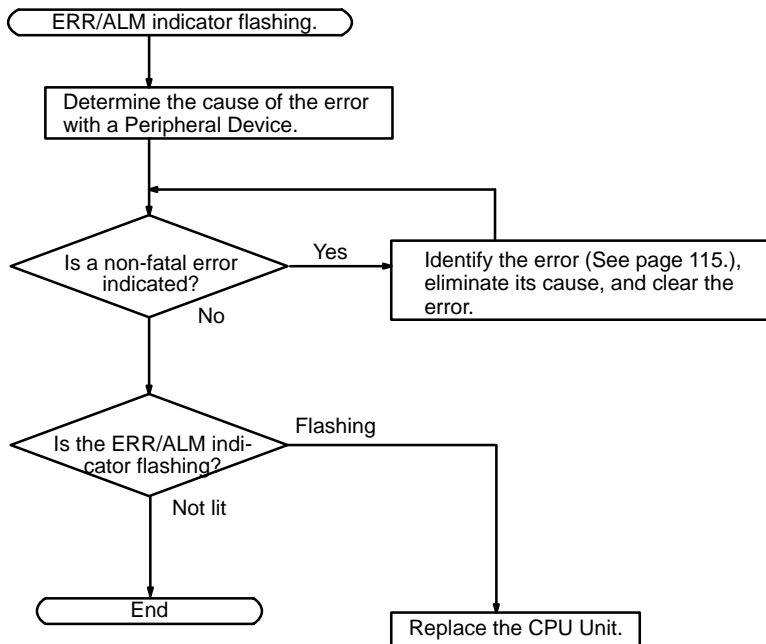 ERR/ALM indicator flashing.
Determine the cause of the error
with a Peripheral Device.
Is a non-fatal error
indicated?
Yes
Identify the error (See page 115.),
eliminate its cause, and clear the
error.
No
Is the ERR/ALM indi-
cator flashing?
Flashing
Not lit
End
Replace the CPU Unit.